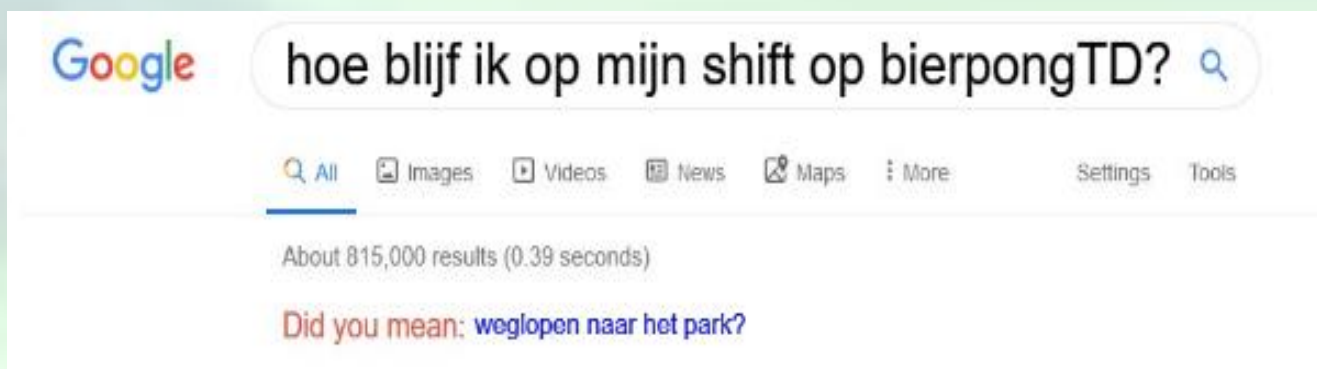 Google hoe blijf ik op mijn shift op bierpongTD?
All Images Videos News Maps More Settings Tools
About 815,000 results (0.39 seconds)
Did you mean: weglopen naar het park?